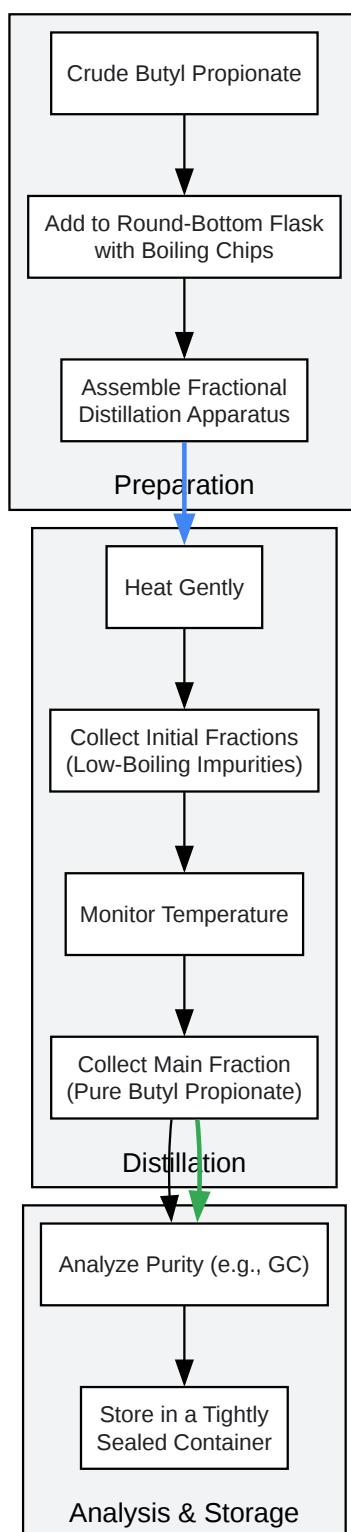 Crude Butyl Propionate
Add to Round-Bottom Flask
with Boiling Chips
Assemble Fractional
Distillation Apparatus
Preparation
Heat Gently
Collect Initial Fractions
(Low-Boiling Impurities)
Monitor Temperature
Collect Main Fraction
(Pure Butyl Propionate)
Distillation
Analyze Purity (e.g., GC)
Store in a Tightly
Sealed Container
Analysis & Storage